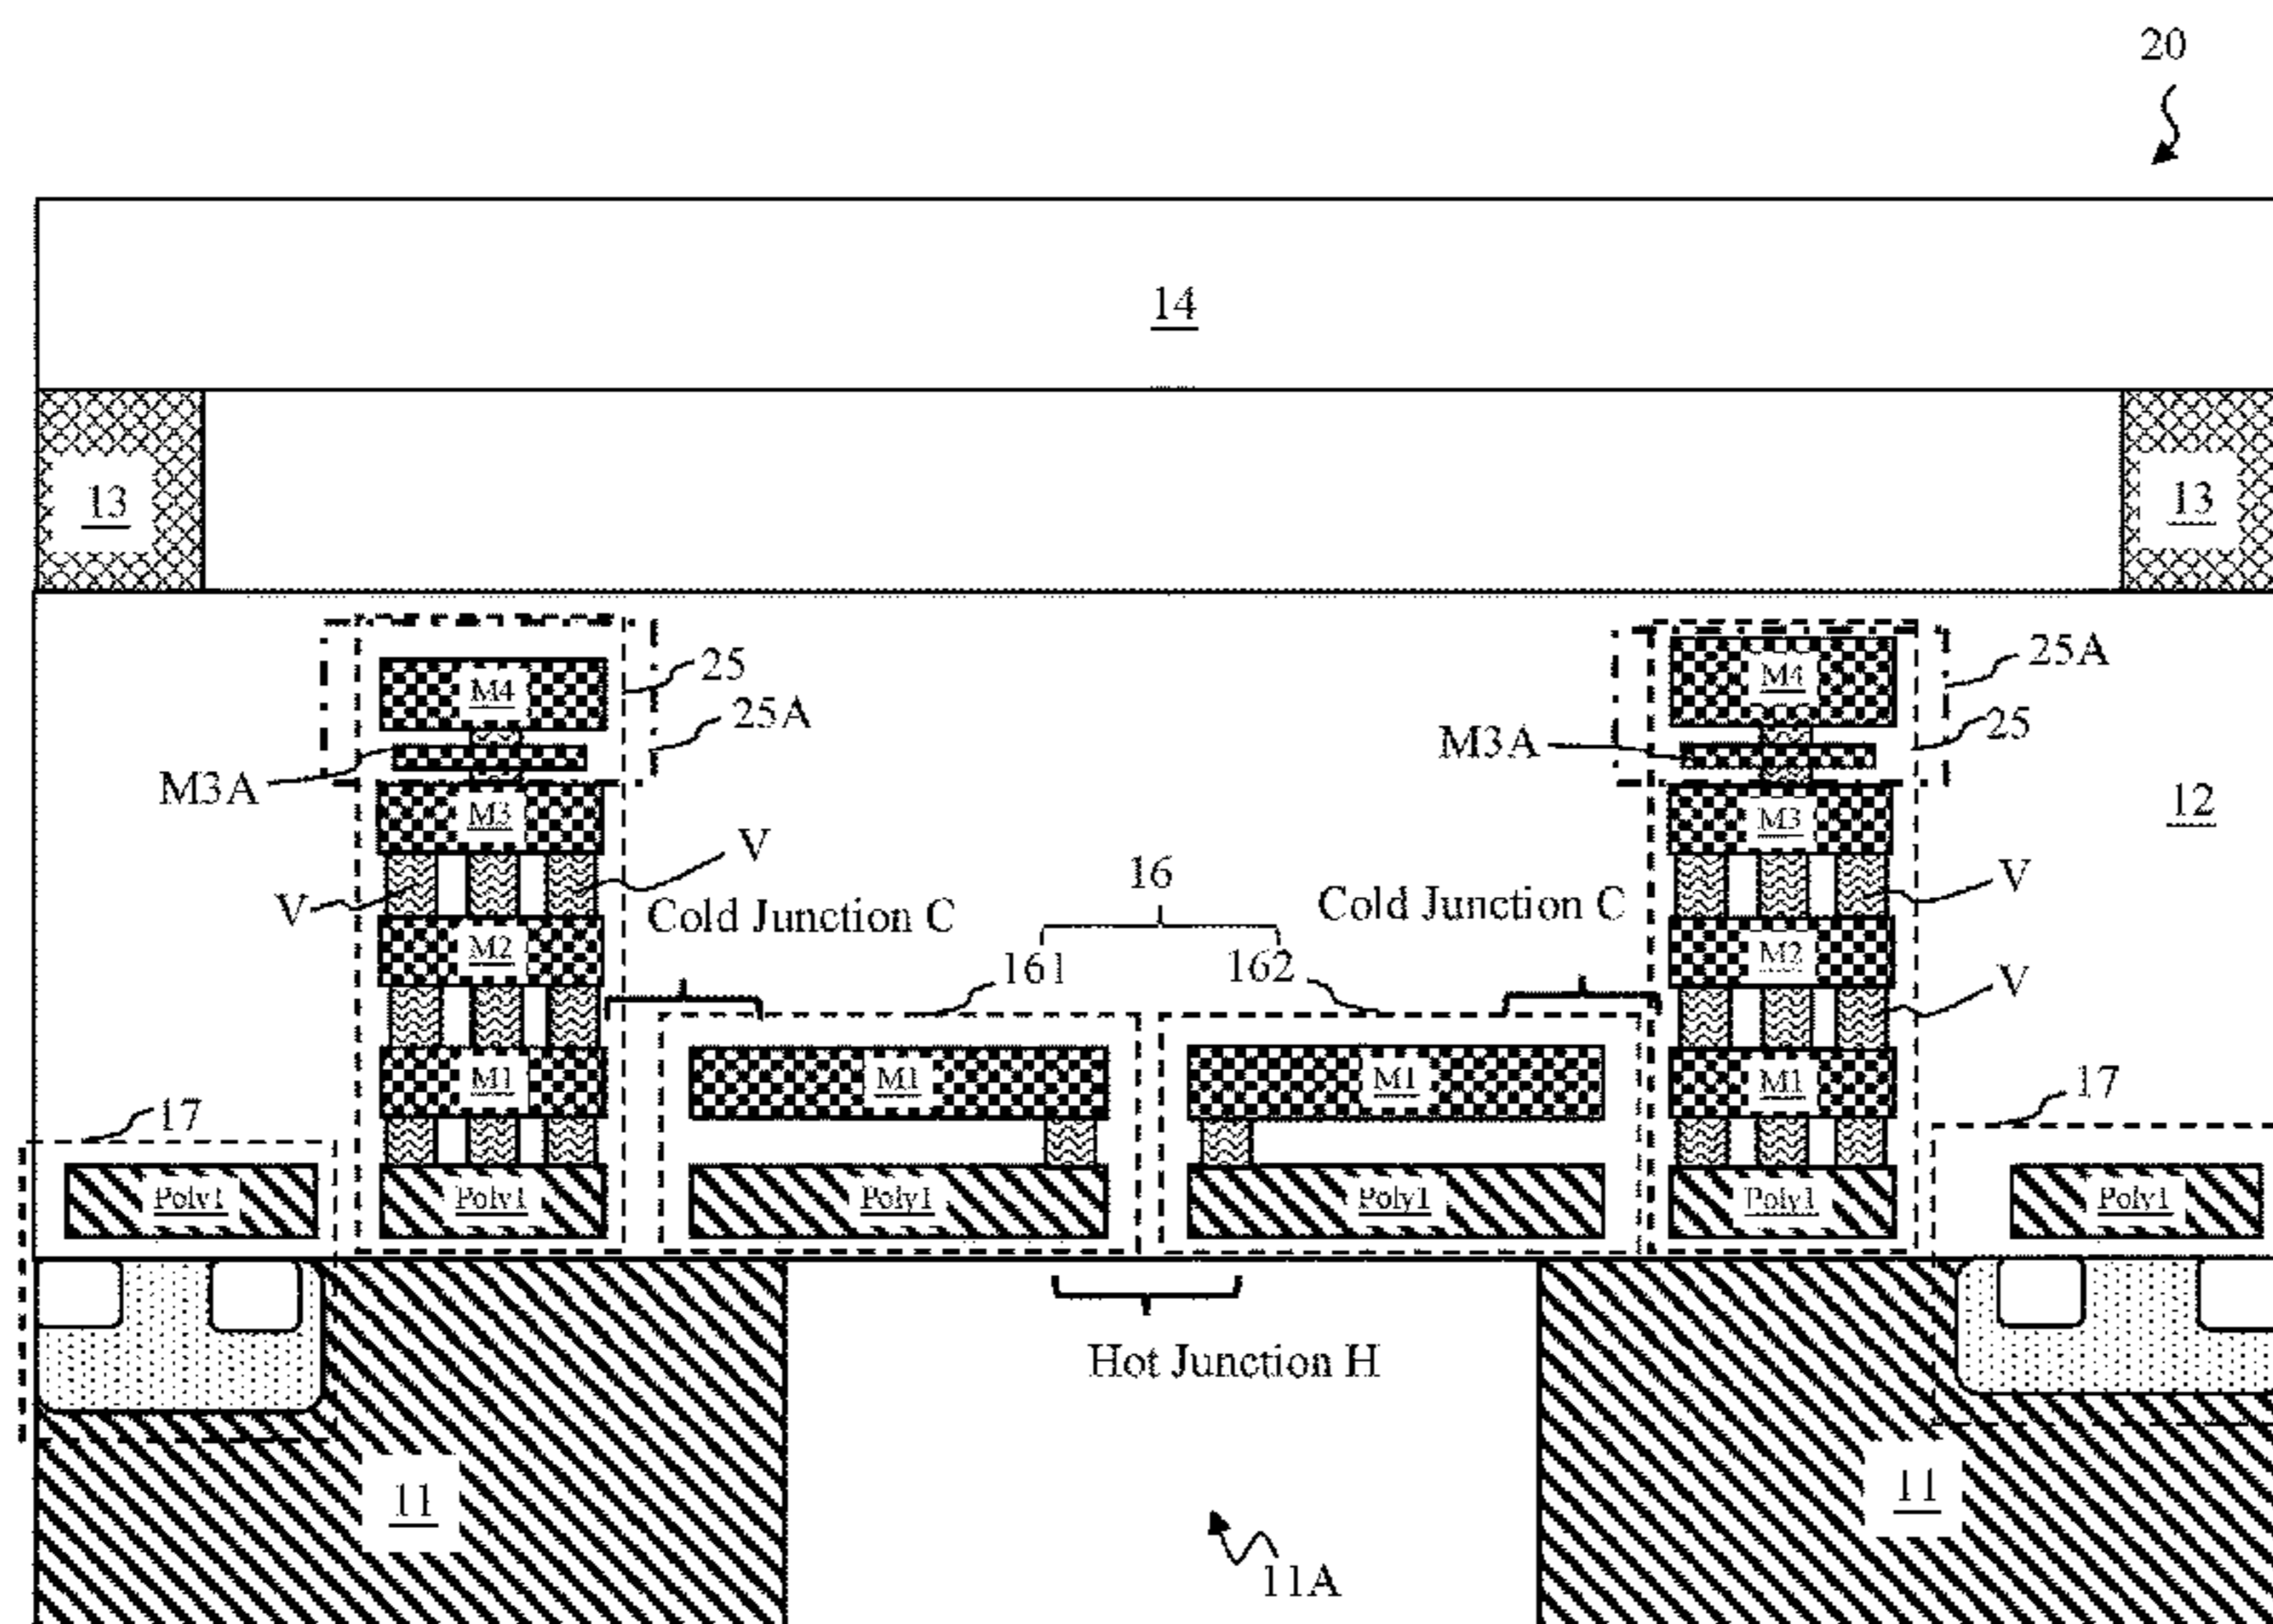 20
14
13
13
M4
25
25A
M3A
M3
V
V
M2
Cold Junction C
16
161
162
Cold Junction C
M4
25A
25
M3A
M3
12
V
M2
V
M1
M1
M1
M1
17
17
Poly1
Poly1
Poly1
Poly1
Poly1
Poly1
Hot Junction H
11
11
11A